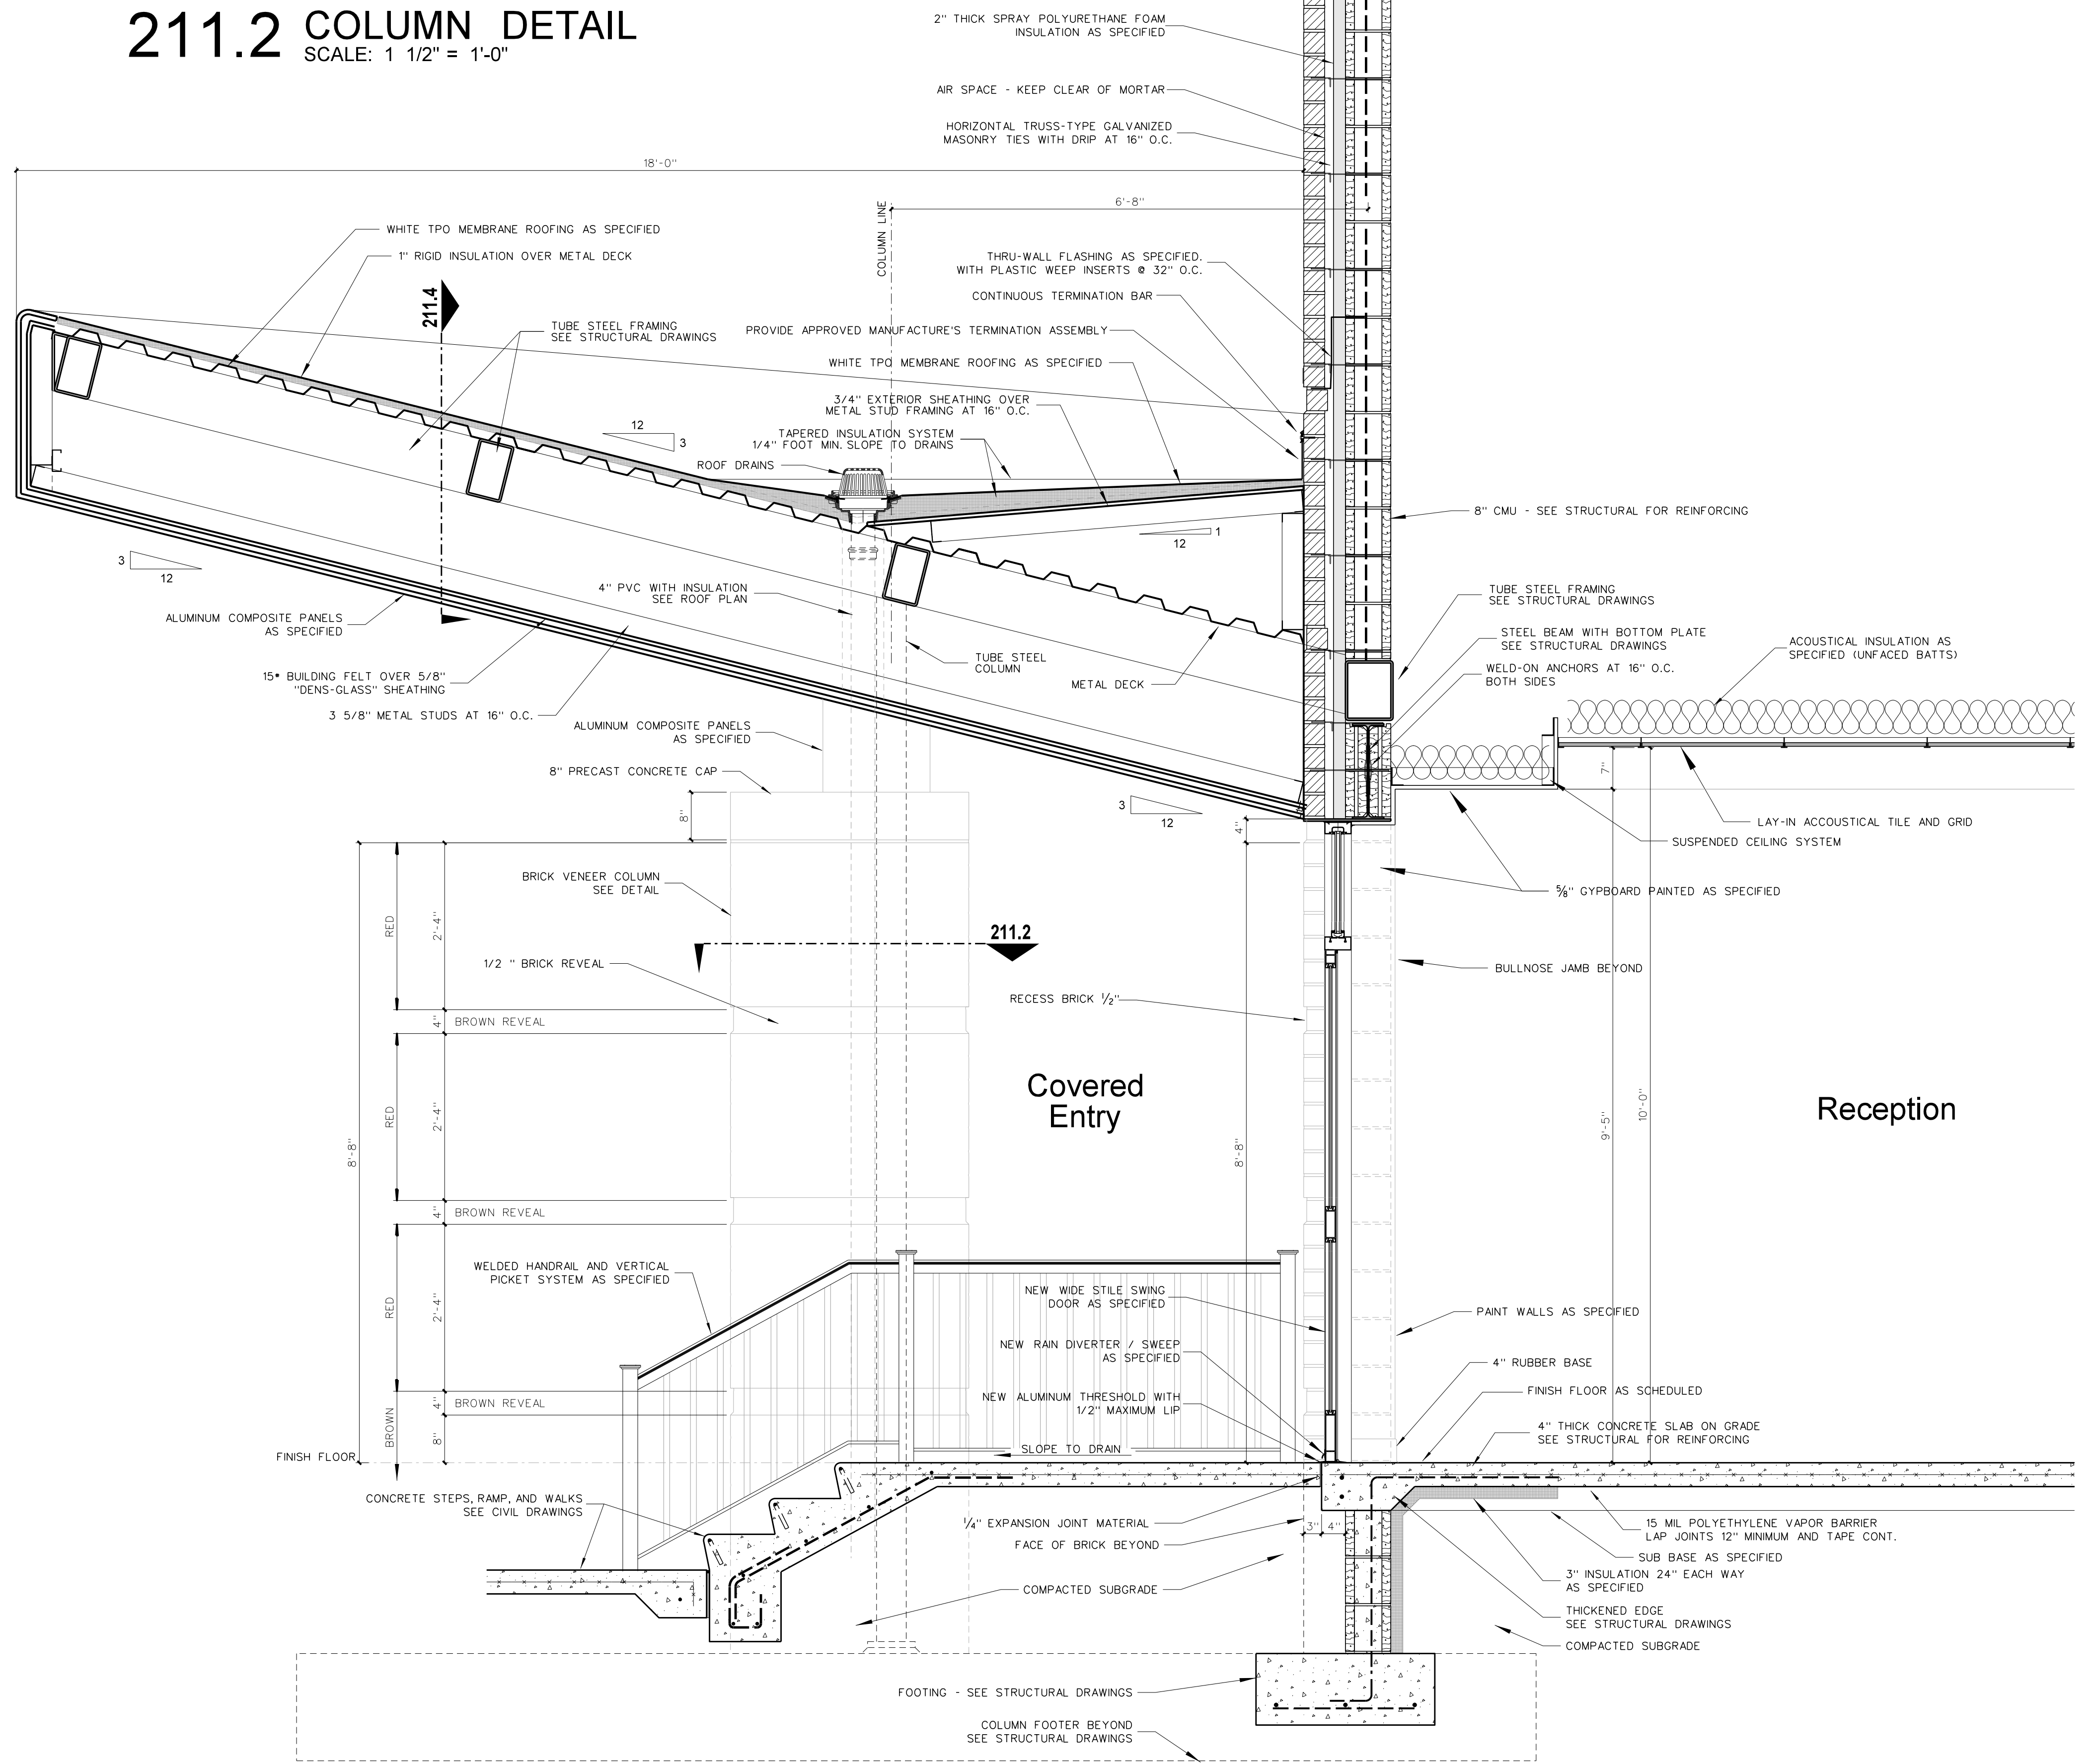 211.2 COLUMN DETAIL
SCALE: 1 1/2" = 1'-0"
2" THICK SPRAY POLYURETHANE FOAM
INSULATION AS SPECIFIED
AIR SPACE - KEEP CLEAR OF MORTAR
HORIZONTAL TRUSS-TYPE GALVANIZED
MASONRY TIES WITH DRIP AT 16" O.C.
18'-0"
6'-8"
COLUMN LINE
WHITE TPO MEMBRANE ROOFING AS SPECIFIED
1" RIGID INSULATION OVER METAL DECK
211.4
TUBE STEEL FRAMING
SEE STRUCTURAL DRAWINGS
THRU-WALL FLASHING AS SPECIFIED.
WITH PLASTIC WEEP INSERTS @ 32" O.C.
CONTINUOUS TERMINATION BAR
PROVIDE APPROVED MANUFACTURE'S TERMINATION ASSEMBLY
WHITE TPO MEMBRANE ROOFING AS SPECIFIED
3/4" EXTERIOR SHEATHING OVER
METAL STUD FRAMING AT 16" O.C.
12
3
TAPERED INSULATION SYSTEM
1/4" FOOT MIN. SLOPE TO DRAINS
ROOF DRAINS
8" CMU - SEE STRUCTURAL FOR REINFORCING
1
12
3
12
4" PVC WITH INSULATION
SEE ROOF PLAN
ALUMINUM COMPOSITE PANELS
AS SPECIFIED
TUBE STEEL
COLUMN
METAL DECK
15# BUILDING FELT OVER 5/8"
"DENS-GLASS" SHEATHING
3 5/8" METAL STUDS AT 16" O.C.
TUBE STEEL FRAMING
SEE STRUCTURAL DRAWINGS
STEEL BEAM WITH BOTTOM PLATE
SEE STRUCTURAL DRAWINGS
WELD-ON ANCHORS AT 16" O.C.
BOTH SIDES
ACOUSTICAL INSULATION AS
SPECIFIED (UNFACED BATTS)
ALUMINUM COMPOSITE PANELS
AS SPECIFIED
8" PRECAST CONCRETE CAP
8"
3
12
4"
7"
LAY-IN ACCOUSTICAL TILE AND GRID
SUSPENDED CEILING SYSTEM
5/8" GYPBOARD PAINTED AS SPECIFIED
BRICK VENEER COLUMN
SEE DETAIL
RED
2'-4"
211.2
1/2 " BRICK REVEAL
BULLNOSE JAMB BEYOND
RECESS BRICK 1/2"
4"
BROWN REVEAL
Covered
Entry
Reception
RED
2'-4"
8'-8"
8'-8"
9'-5"
10'-0"
4"
BROWN REVEAL
WELDED HANDRAIL AND VERTICAL
PICKET SYSTEM AS SPECIFIED
RED
2'-4"
NEW WIDE STILE SWING
DOOR AS SPECIFIED
PAINT WALLS AS SPECIFIED
NEW RAIN DIVERTER / SWEEP
AS SPECIFIED
4" RUBBER BASE
FINISH FLOOR AS SCHEDULED
NEW ALUMINUM THRESHOLD WITH
1/2" MAXIMUM LIP
4"
BROWN REVEAL
BROWN
8"
4" THICK CONCRETE SLAB ON GRADE
SEE STRUCTURAL FOR REINFORCING
FINISH FLOOR
SLOPE TO DRAIN
CONCRETE STEPS, RAMP, AND WALKS
SEE CIVIL DRAWINGS
1/4" EXPANSION JOINT MATERIAL
3"
4"
FACE OF BRICK BEYOND
15 MIL POLYETHYLENE VAPOR BARRIER
LAP JOINTS 12" MINIMUM AND TAPE CONT.
SUB BASE AS SPECIFIED
3" INSULATION 24" EACH WAY
AS SPECIFIED
COMPACTED SUBGRADE
THICKENED EDGE
SEE STRUCTURAL DRAWINGS
COMPACTED SUBGRADE
FOOTING - SEE STRUCTURAL DRAWINGS
COLUMN FOOTER BEYOND
SEE STRUCTURAL DRAWINGS